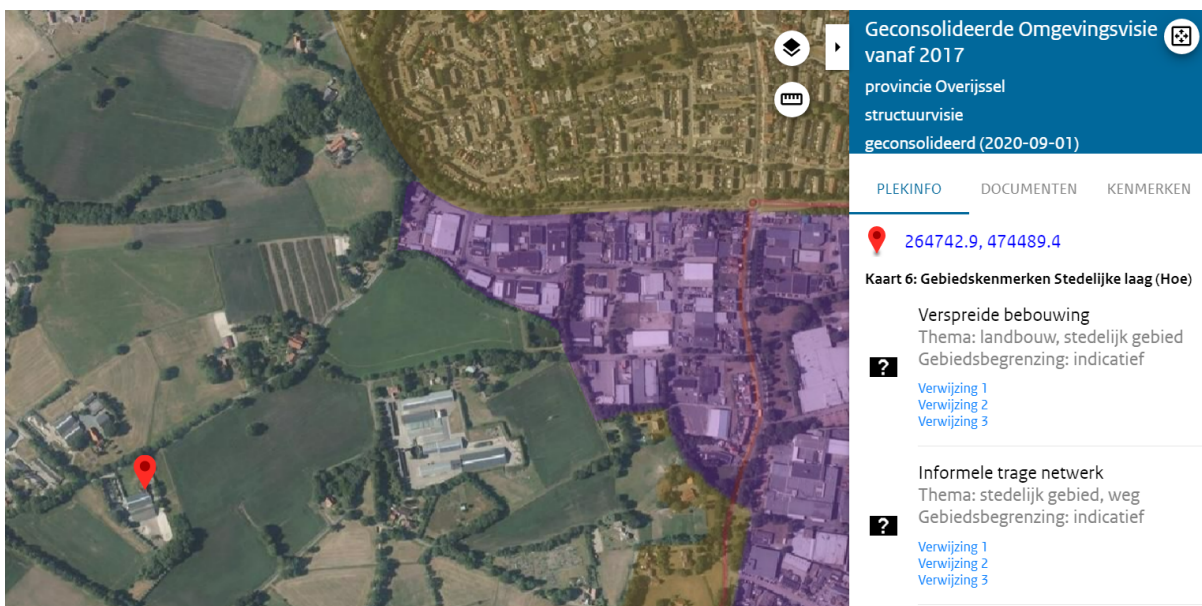 Geconsolideerde Omgevingsvisie
vanaf 2017
provincie Overijssel
structuurvisie
geconsolideerd (2020-09-01)
PLEKINFO DOCUMENTEN KENMERKEN
264742.9, 474489.4
Kaart 6: Gebiedskenmerken Stedelijke laag (Hoe)
Verspreide bebouwing
Thema: landbouw, stedelijk gebied
Gebiedsbegrenzing: indicatief
?
Verwijzing 1
Verwijzing 2
Verwijzing 3
Informele trage netwerk
Thema: stedelijk gebied, weg
Gebiedsbegrenzing: indicatief
?
Verwijzing 1
Verwijzing 2
Verwijzing 3